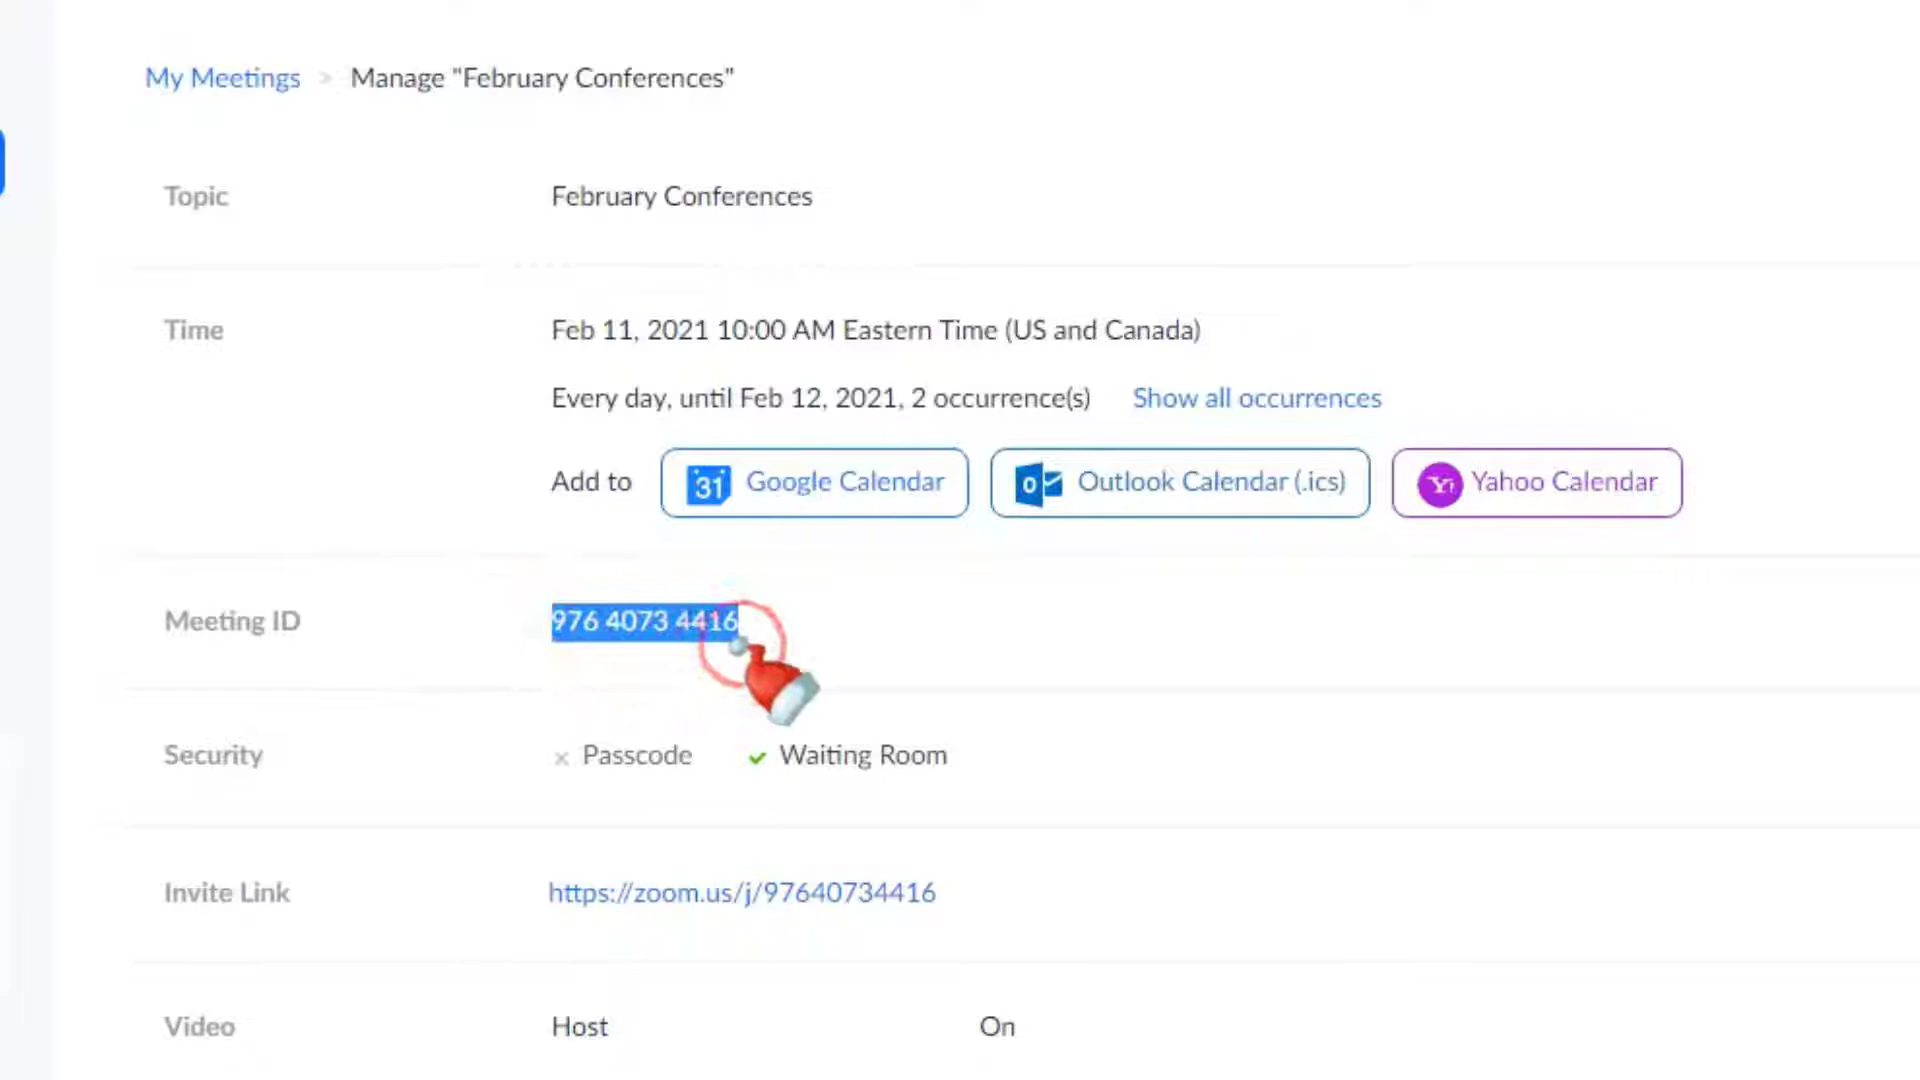 My Meetings > Manage "February Conferences"
Topic February Conferences
Time Feb 11, 2021 10:00 AM Eastern Time (US and Canada)
Every day, until Feb 12, 2021, 2 occurrence(s) Show all occurrences
Add to 31 Google Calendar Outlook Calendar (.ics) Yahoo Calendar
Meeting ID 976 4073 4416
Security Passcode Waiting Room
Invite Link https://zoom.us/j/97640734416
Video Host On